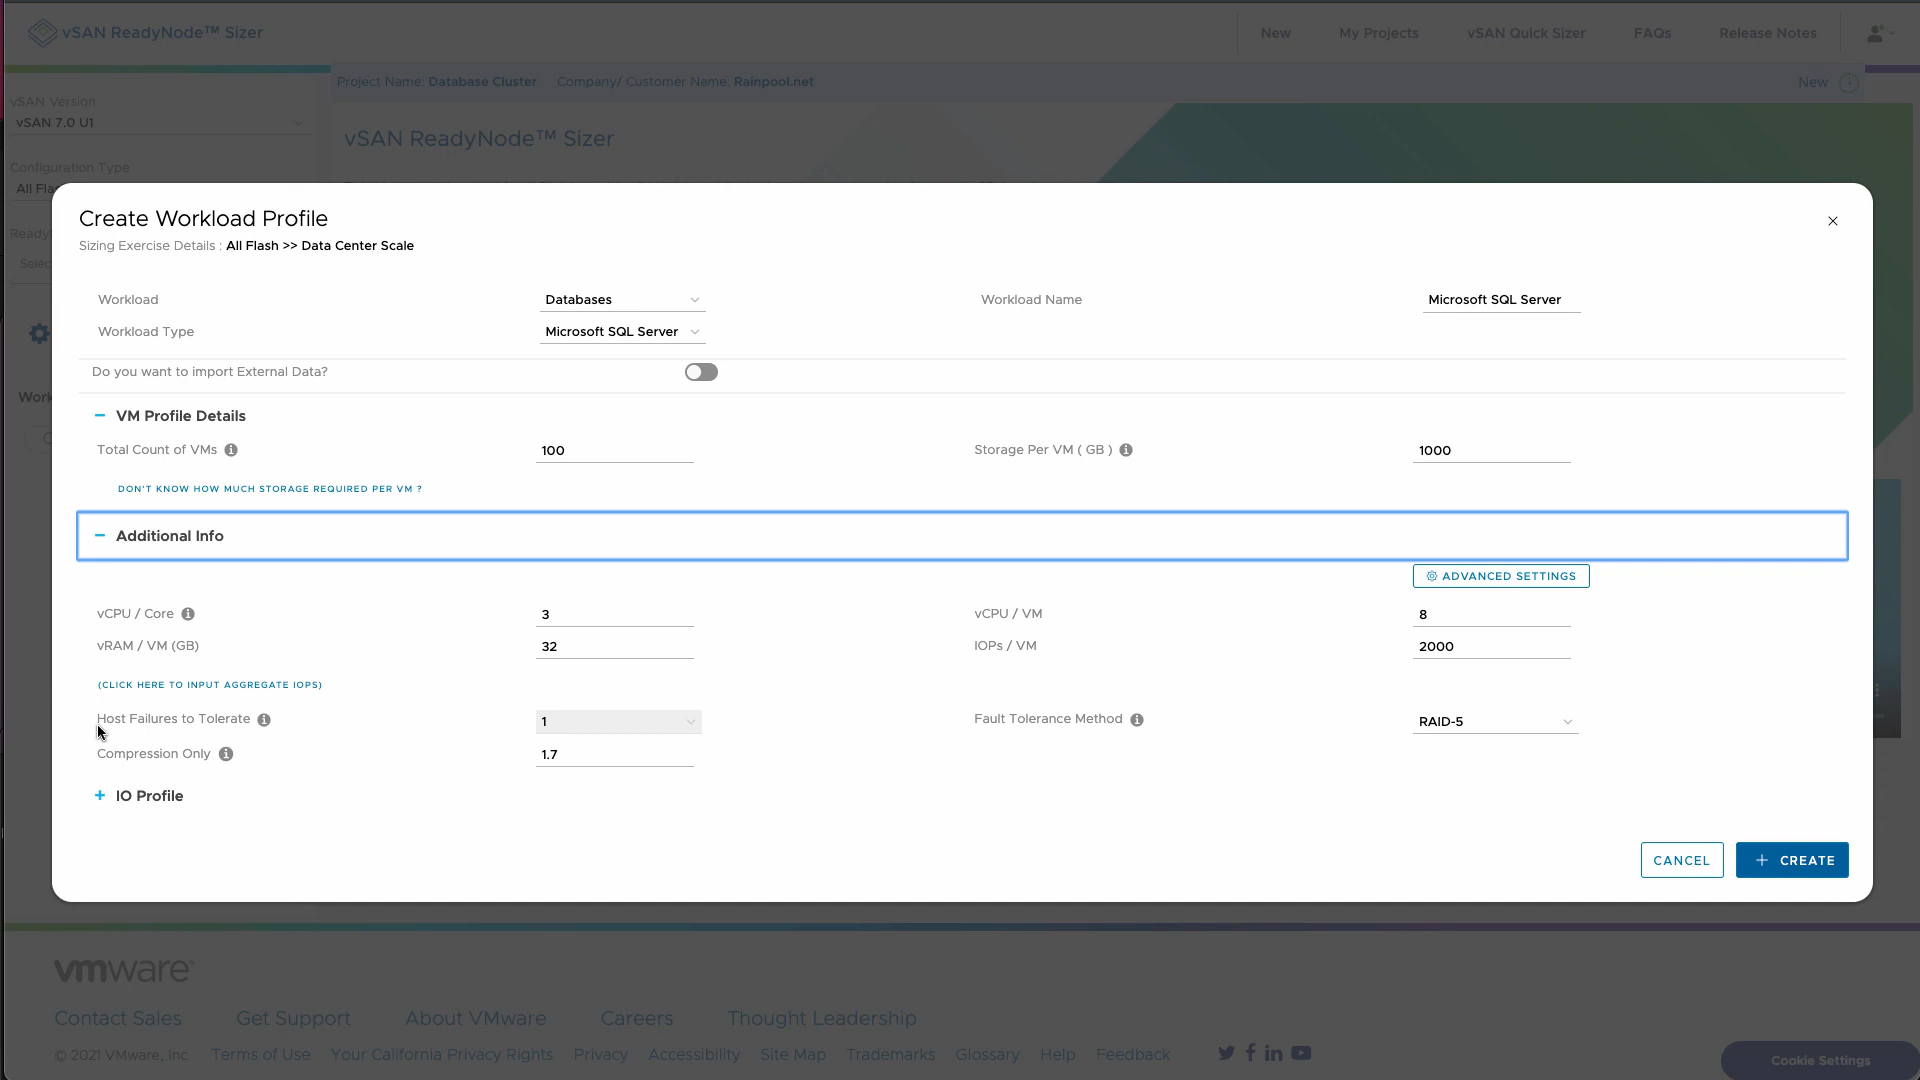 vSAN ReadyNode™ Sizer
New My Projects vSAN Quick Sizer FAQs Release Notes
Project Name: Database Cluster Company/ Customer Name: Rainpool.net
New
vSAN Version
vSAN 7.0 U1
vSAN ReadyNode™ Sizer
Configuration Type
All Fla
Create Workload Profile
Sizing Exercise Details : All Flash >> Data Center Scale
Workload Databases Workload Name Microsoft SQL Server
Workload Type Microsoft SQL Server
Do you want to import External Data?
VM Profile Details
Total Count of VMs 100 Storage Per VM ( GB ) 1000
DON'T KNOW HOW MUCH STORAGE REQUIRED PER VM ?
Additional Info
ADVANCED SETTINGS
vCPU / Core 3 vCPU / VM 8
vRAM / VM (GB) 32 IOPs / VM 2000
(CLICK HERE TO INPUT AGGREGATE IOPS)
Host Failures to Tolerate 1 Fault Tolerance Method RAID-5
Compression Only 1.7
+ IO Profile
CANCEL + CREATE
vmware
Contact Sales Get Support About VMware Careers Thought Leadership
© 2021 VMware, Inc Terms of Use Your California Privacy Rights Privacy Accessibility Site Map Trademarks Glossary Help Feedback
Cookie Settings